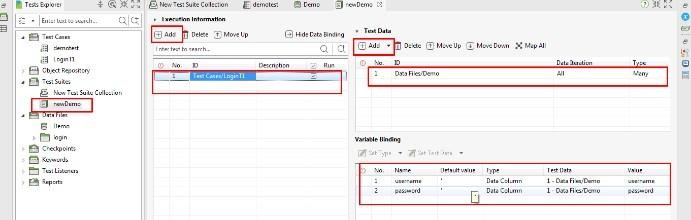 Tests Explorer
Enter text to search...
Test Cases
demotest
LoginT1
Object Repository
Test Suites
New Test Suite Collection
newDemo
Data Files
Demo
login
Checkpoints
Keywords
Test Listeners
Reports
New Test Suite Collection
demotest
Demo
newDemo
Execution Information
Add
Delete
Move Up
Hide Data Binding
Enter text to search...
No. ID Description Run
1 Test Cases/LoginT1
Test Data
Add
Delete
Move Up
Move Down
Map All
No. ID Data Iteration Type
1 Data Files/Demo All Many
Variable Binding
Set Type
Set Test Data
No. Name Default value Type Test Data Value
1 username '' Data Column 1 - Data Files/Demo username
2 password '' Data Column 1 - Data Files/Demo password